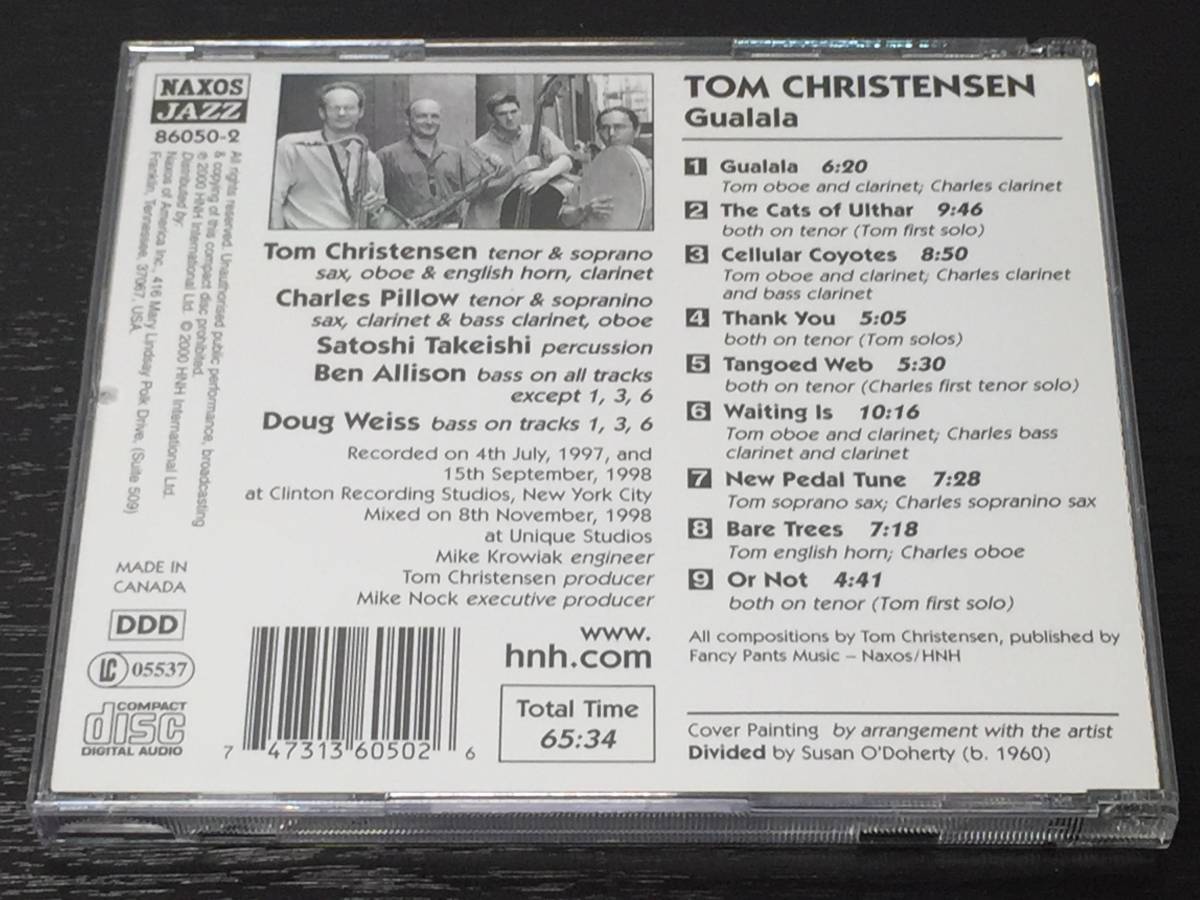 NAXOS
JAZZ
86050-2
All rights reserved. Unauthorised public performance, broadcasting
& copying of this compact disc prohibited.
℗ 2000 HNH International Ltd. © 2000 HNH International Ltd.
Distributed by:
Naxos of America Inc., 416 Mary Lindsay Polk Drive, (Suite 509)
Franklin, Tennessee, 37067, USA.
MADE IN
CANADA
DDD
LC 05537
COMPACT
disc
DIGITAL AUDIO
Tom Christensen tenor & soprano
sax, oboe & english horn, clarinet
Charles Pillow tenor & sopranino
sax, clarinet & bass clarinet, oboe
Satoshi Takeishi percussion
Ben Allison bass on all tracks
except 1, 3, 6
Doug Weiss bass on tracks 1, 3, 6
Recorded on 4th July, 1997, and
15th September, 1998
at Clinton Recording Studios, New York City
Mixed on 8th November, 1998
at Unique Studios
Mike Krowiak engineer
Tom Christensen producer
Mike Nock executive producer
www.
hnh.com
7 47313 60502 6
Total Time
65:34
TOM CHRISTENSEN
Gualala
1 Gualala 6:20
Tom oboe and clarinet; Charles clarinet
2 The Cats of Ulthar 9:46
both on tenor (Tom first solo)
3 Cellular Coyotes 8:50
Tom oboe and clarinet; Charles clarinet
and bass clarinet
4 Thank You 5:05
both on tenor (Tom solos)
5 Tangoed Web 5:30
both on tenor (Charles first tenor solo)
6 Waiting Is 10:16
Tom oboe and clarinet; Charles bass
clarinet and clarinet
7 New Pedal Tune 7:28
Tom soprano sax; Charles sopranino sax
8 Bare Trees 7:18
Tom english horn; Charles oboe
9 Or Not 4:41
both on tenor (Tom first solo)
All compositions by Tom Christensen, published by
Fancy Pants Music – Naxos/HNH
Cover Painting by arrangement with the artist
Divided by Susan O'Doherty (b. 1960)